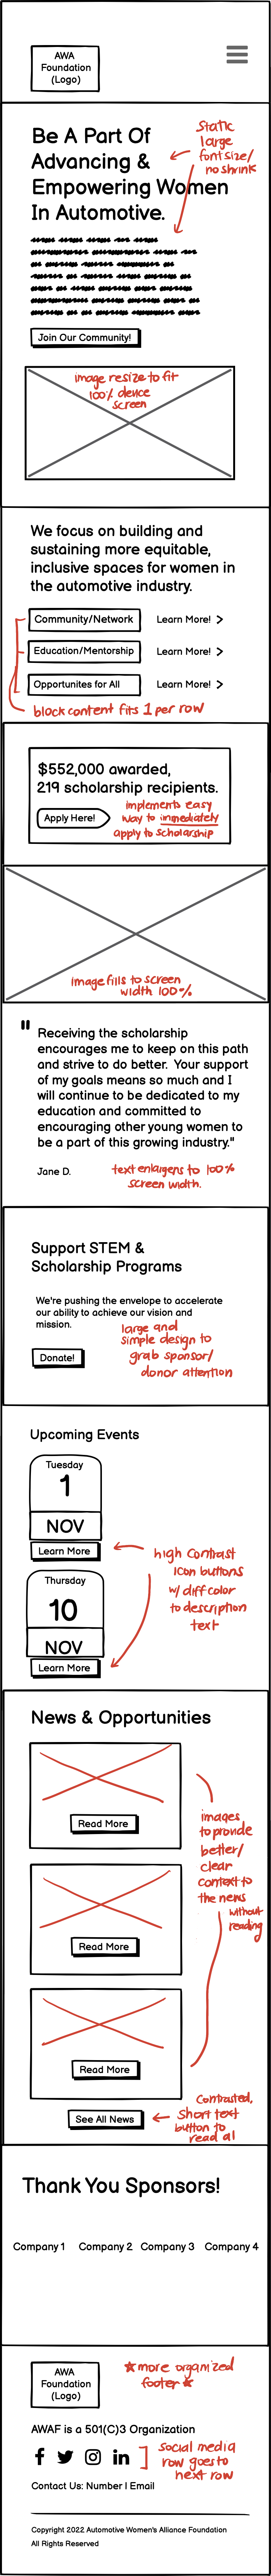 AWA
Foundation
(Logo)
Be A Part Of
Advancing &
Empowering Women
In Automotive.
static
large
font size/
no shrink
Join Our Community!
image resize to fit
100% device
screen
We focus on building and
sustaining more equitable,
inclusive spaces for women in
the automotive industry.
Community/Network
Learn More! >
Education/Mentorship
Learn More! >
Opportunites for All
Learn More! >
block content fits 1 per row
$552,000 awarded,
219 scholarship recipients.
Apply Here!
implements easy
way to immediately
apply to scholarship
image fills to screen
width 100%
" Receiving the scholarship
encourages me to keep on this path
and strive to do better. Your support
of my goals means so much and I
will continue to be dedicated to my
education and committed to
encouraging other young women to
be a part of this growing industry."
Jane D.
text enlargens to 100%
screen width.
Support STEM &
Scholarship Programs
We're pushing the envelope to accelerate
our ability to achieve our vision and
mission.
Donate!
large and
simple design to
grab sponsor/
donor attention
Upcoming Events
Tuesday
1
NOV
Learn More
Thursday
10
NOV
Learn More
high contrast
icon buttons
w/ diff color
to description
text
News & Opportunities
Read More
Read More
Read More
images
to provide
better/
clear
context to
the news
without
reading
See All News
Contrasted,
short text
button to
read al
Thank You Sponsors!
Company 1 Company 2 Company 3 Company 4
AWA
Foundation
(Logo)
★more organized
footer★
AWAF is a 501(C)3 Organization
f in
social media
row goes to
next row
Contact Us: Number | Email
Copyright 2022 Automotive Women's Alliance Foundation
All Rights Reserved